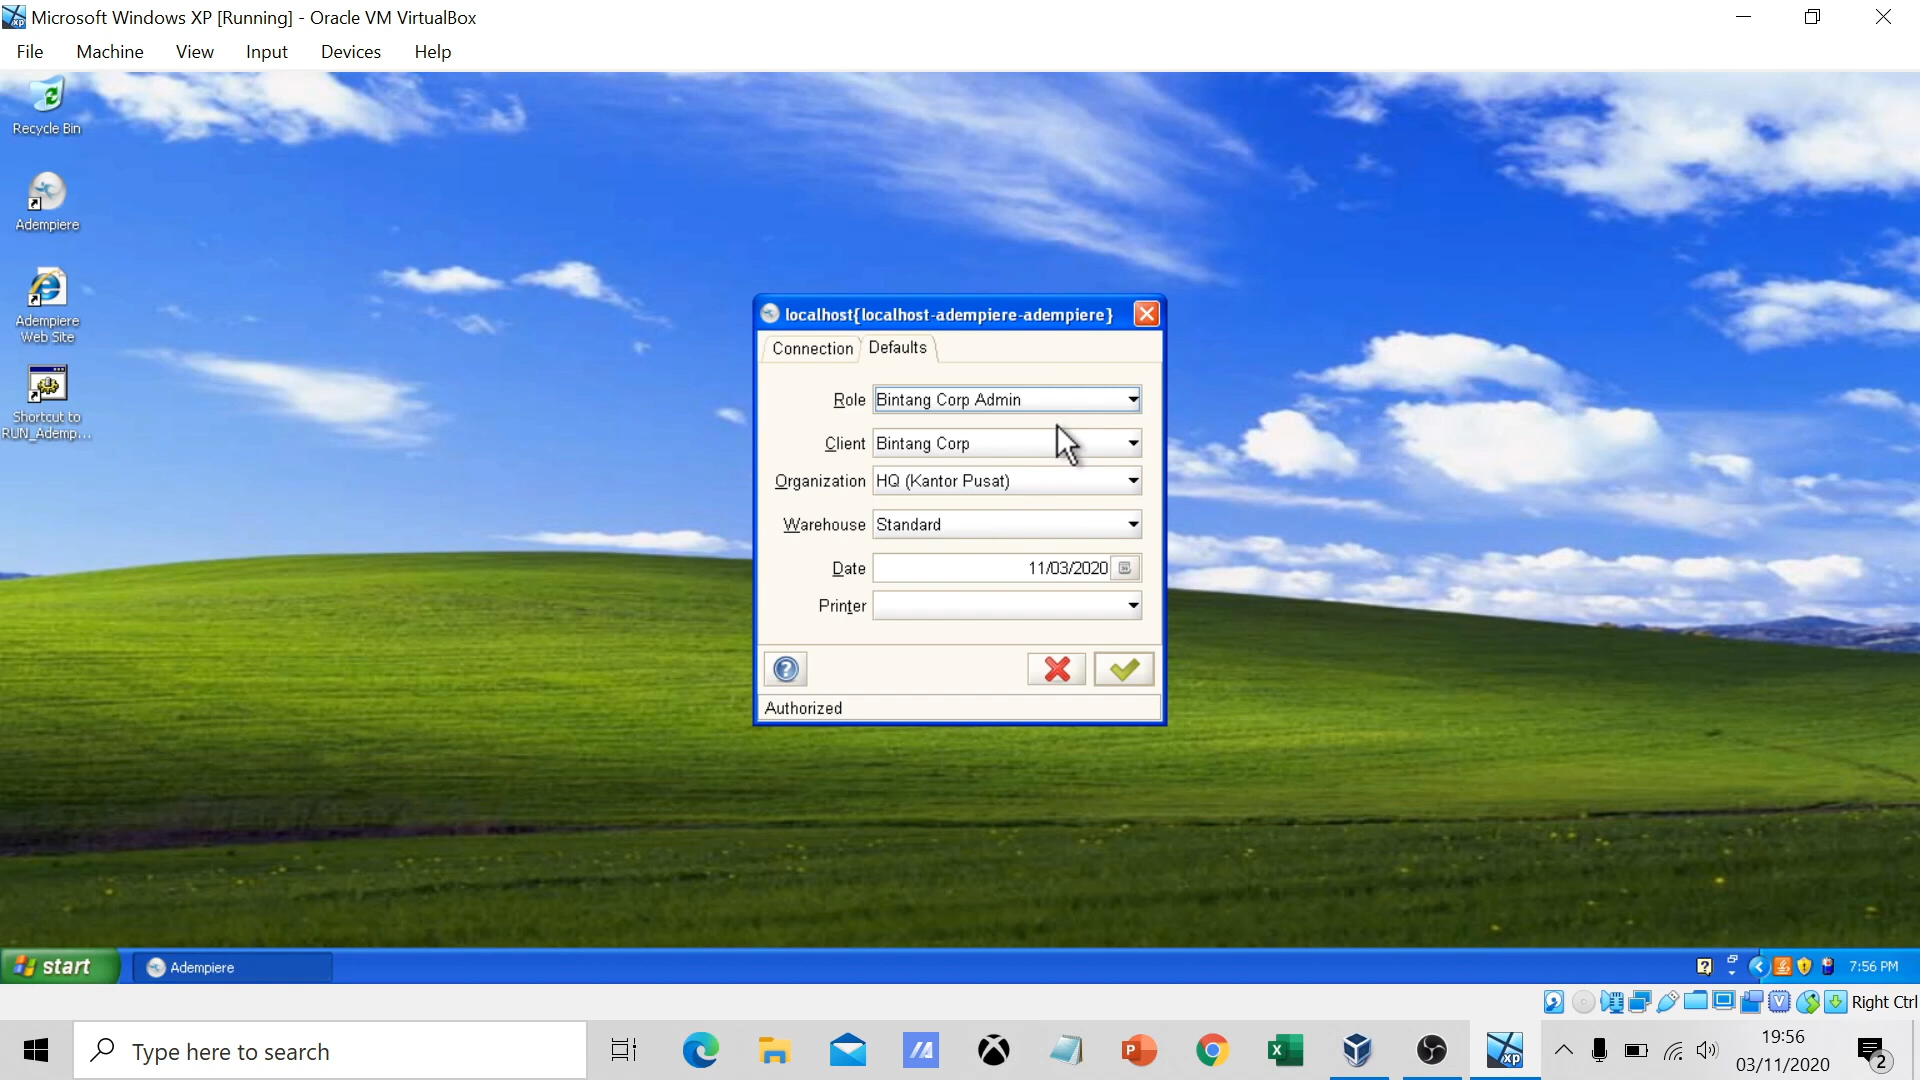 Microsoft Windows XP [Running] - Oracle VM VirtualBox
File Machine View Input Devices Help
Recycle Bin
Adempiere
Adempiere
Web Site
Shortcut to
RUN_Ademp...
localhost{localhost-adempiere-adempiere}
Connection Defaults
Role Bintang Corp Admin
Client Bintang Corp
Organization HQ (Kantor Pusat)
Warehouse Standard
Date 11/03/2020
Printer
Authorized
start Adempiere 7:56 PM
Right Ctrl
Type here to search
19:56
03/11/2020
2